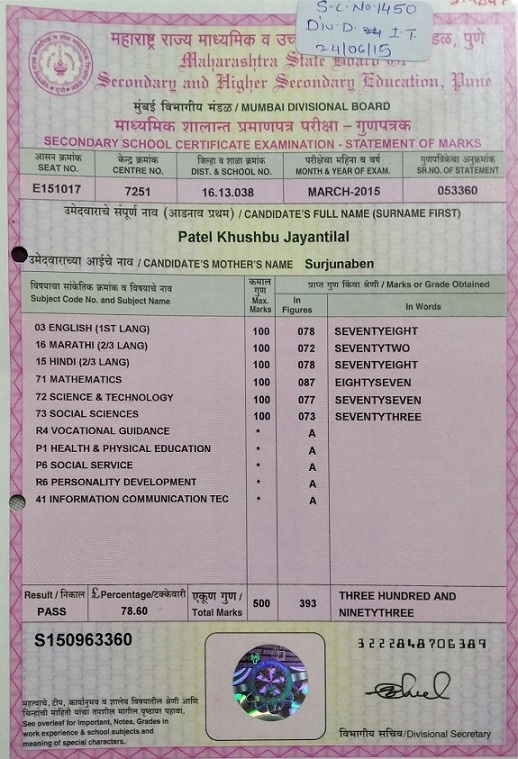 S.C. No. 1450
Div. D. I.T.
24/06/15
महाराष्ट्र राज्य माध्यमिक व उच्च डळ, पुणे
Maharashtra State Board Of
Secondary and Higher Secondary Education, Pune
मुंबई विभागीय मंडळ / MUMBAI DIVISIONAL BOARD
माध्यमिक शालान्त प्रमाणपत्र परीक्षा – गुणपत्रक
SECONDARY SCHOOL CERTIFICATE EXAMINATION - STATEMENT OF MARKS
आसन क्रमांक केन्द्र क्रमांक जिल्हा व शाळा क्रमांक परीक्षेचा महिना व वर्ष गुणपत्रिकेचा अनुक्रमांक
SEAT NO. CENTRE NO. DIST. & SCHOOL NO. MONTH & YEAR OF EXAM. SR.NO. OF STATEMENT
E151017 7251 16.13.038 MARCH-2015 053360
उमेदवाराचे संपूर्ण नाव (आडनाव प्रथम) / CANDIDATE'S FULL NAME (SURNAME FIRST)
Patel Khushbu Jayantilal
उमेदवाराच्या आईचे नाव / CANDIDATE'S MOTHER'S NAME Surjunaben
विषयाचा सांकेतिक क्रमांक व विषयाचे नाव कमाल गुण प्राप्त गुण किंवा श्रेणी / Marks or Grade Obtained
Subject Code No. and Subject Name Max. Marks In Figures In Words
03 ENGLISH (1ST LANG) 100 078 SEVENTYEIGHT
16 MARATHI (2/3 LANG) 100 072 SEVENTYTWO
15 HINDI (2/3 LANG) 100 078 SEVENTYEIGHT
71 MATHEMATICS 100 087 EIGHTYSEVEN
72 SCIENCE & TECHNOLOGY 100 077 SEVENTYSEVEN
73 SOCIAL SCIENCES 100 073 SEVENTYTHREE
R4 VOCATIONAL GUIDANCE * A
P1 HEALTH & PHYSICAL EDUCATION * A
P6 SOCIAL SERVICE * A
R6 PERSONALITY DEVELOPMENT * A
41 INFORMATION COMMUNICATION TEC * A
Result / निकाल £Percentage/टक्केवारी एकूण गुण / THREE HUNDRED AND
PASS 78.60 Total Marks 500 393 NINETYTHREE
S150963360
3222848706389
महत्वाचे, टीप, कार्यानुभव व शालेय विषयातील श्रेणी आणि
चिन्हांची माहिती यांचा तपशील मागील पृष्ठावर पहावा.
See overleaf for Important, Notes, Grades in
work experience & school subjects and
meaning of special characters.
विभागीय सचिव/Divisional Secretary